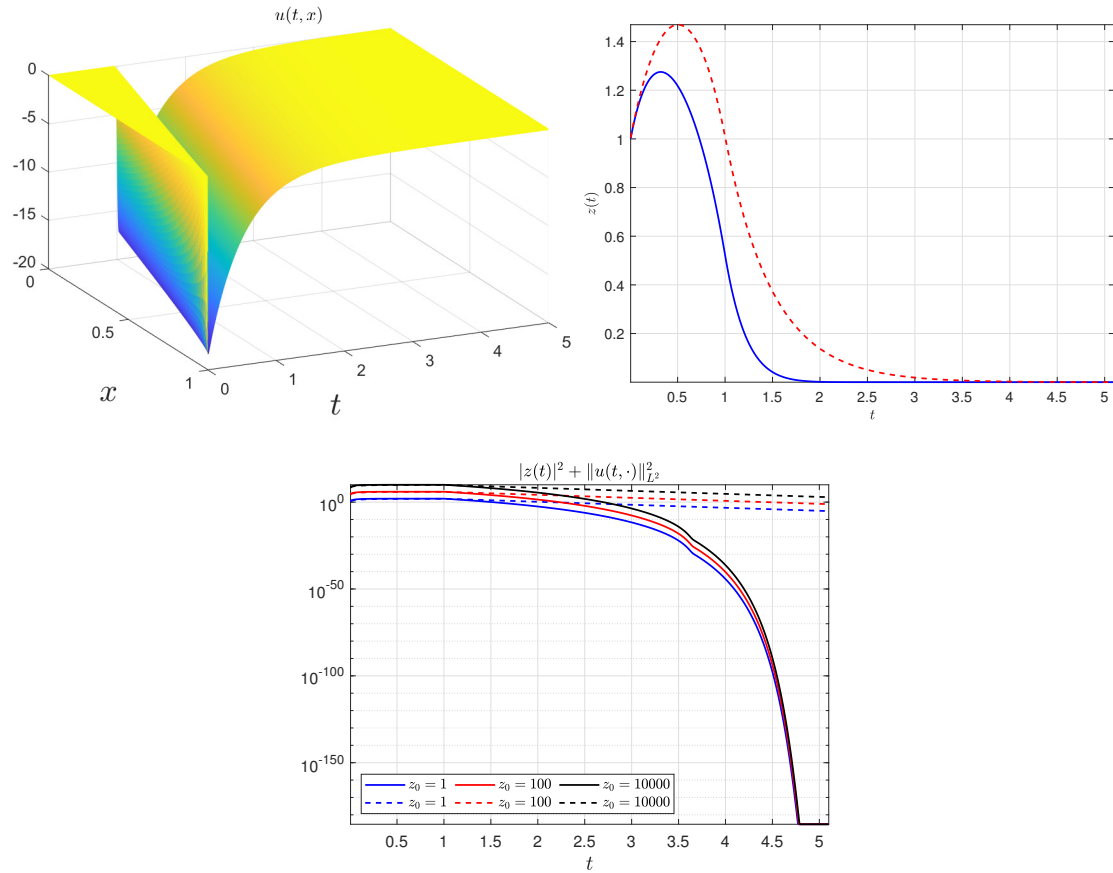 u(t, x)
0
-5
-10
-15
-20
0
0.5
1
x
0
1
2
3
4
5
t
1.4
1.2
1
0.8
0.6
0.4
0.2
z(t)
0.5 1 1.5 2 2.5 3 3.5 4 4.5 5
t
|z(t)|² + ‖u(t, ·)‖²_{L²}
10⁰
10⁻⁵⁰
10⁻¹⁰⁰
10⁻¹⁵⁰
z₀ = 1 z₀ = 100 z₀ = 10000
z₀ = 1 z₀ = 100 z₀ = 10000
0.5 1 1.5 2 2.5 3 3.5 4 4.5 5
t